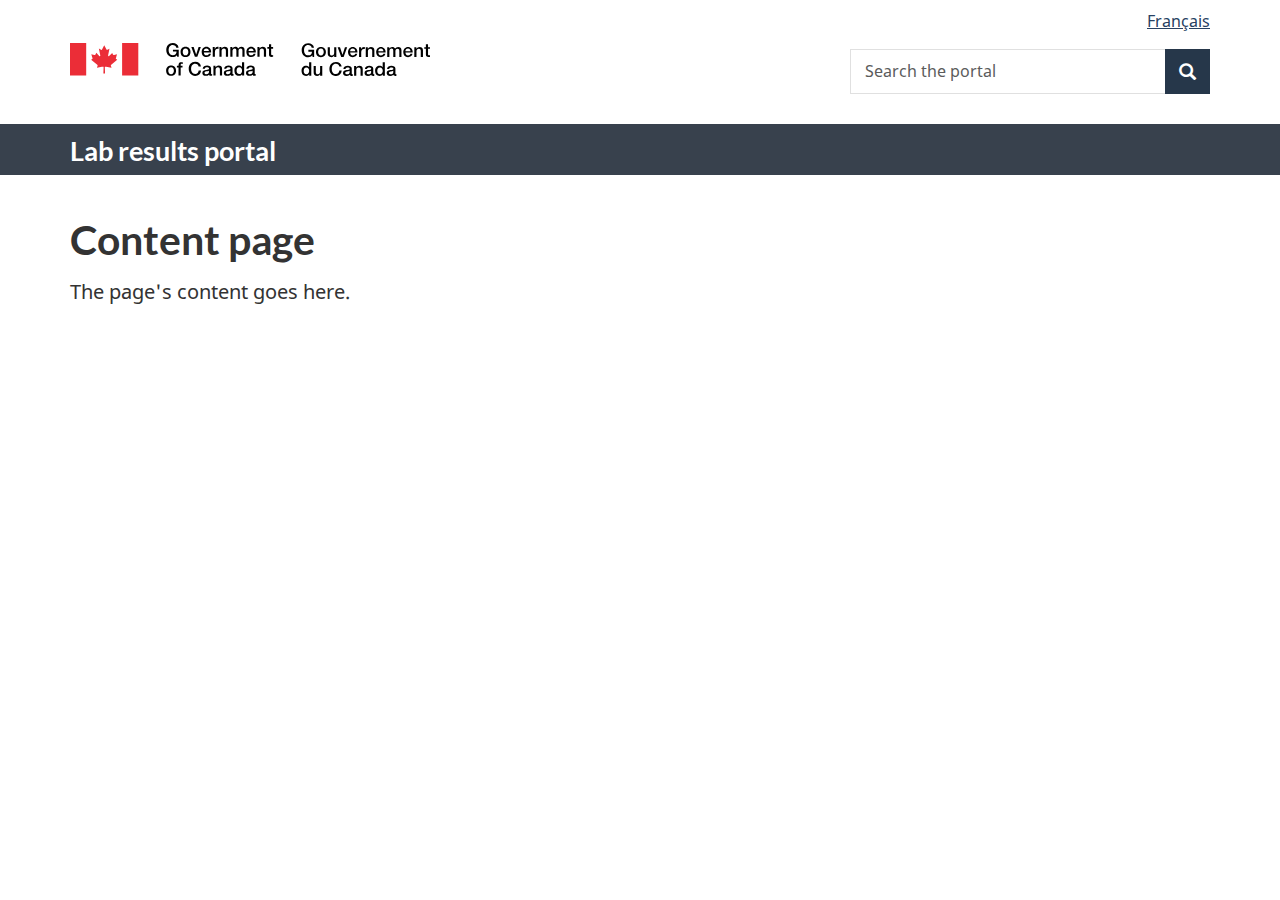 Français
Government
of Canada
Gouvernement
du Canada
Search the portal
Lab results portal
Content page
The page's content goes here.